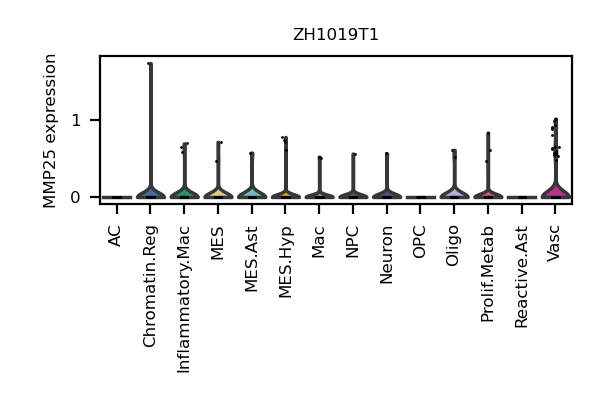 ZH1019T1
MMP25 expression
1
0
AC
Chromatin.Reg
Inflammatory.Mac
MES
MES.Ast
MES.Hyp
Mac
NPC
Neuron
OPC
Oligo
Prolif.Metab
Reactive.Ast
Vasc